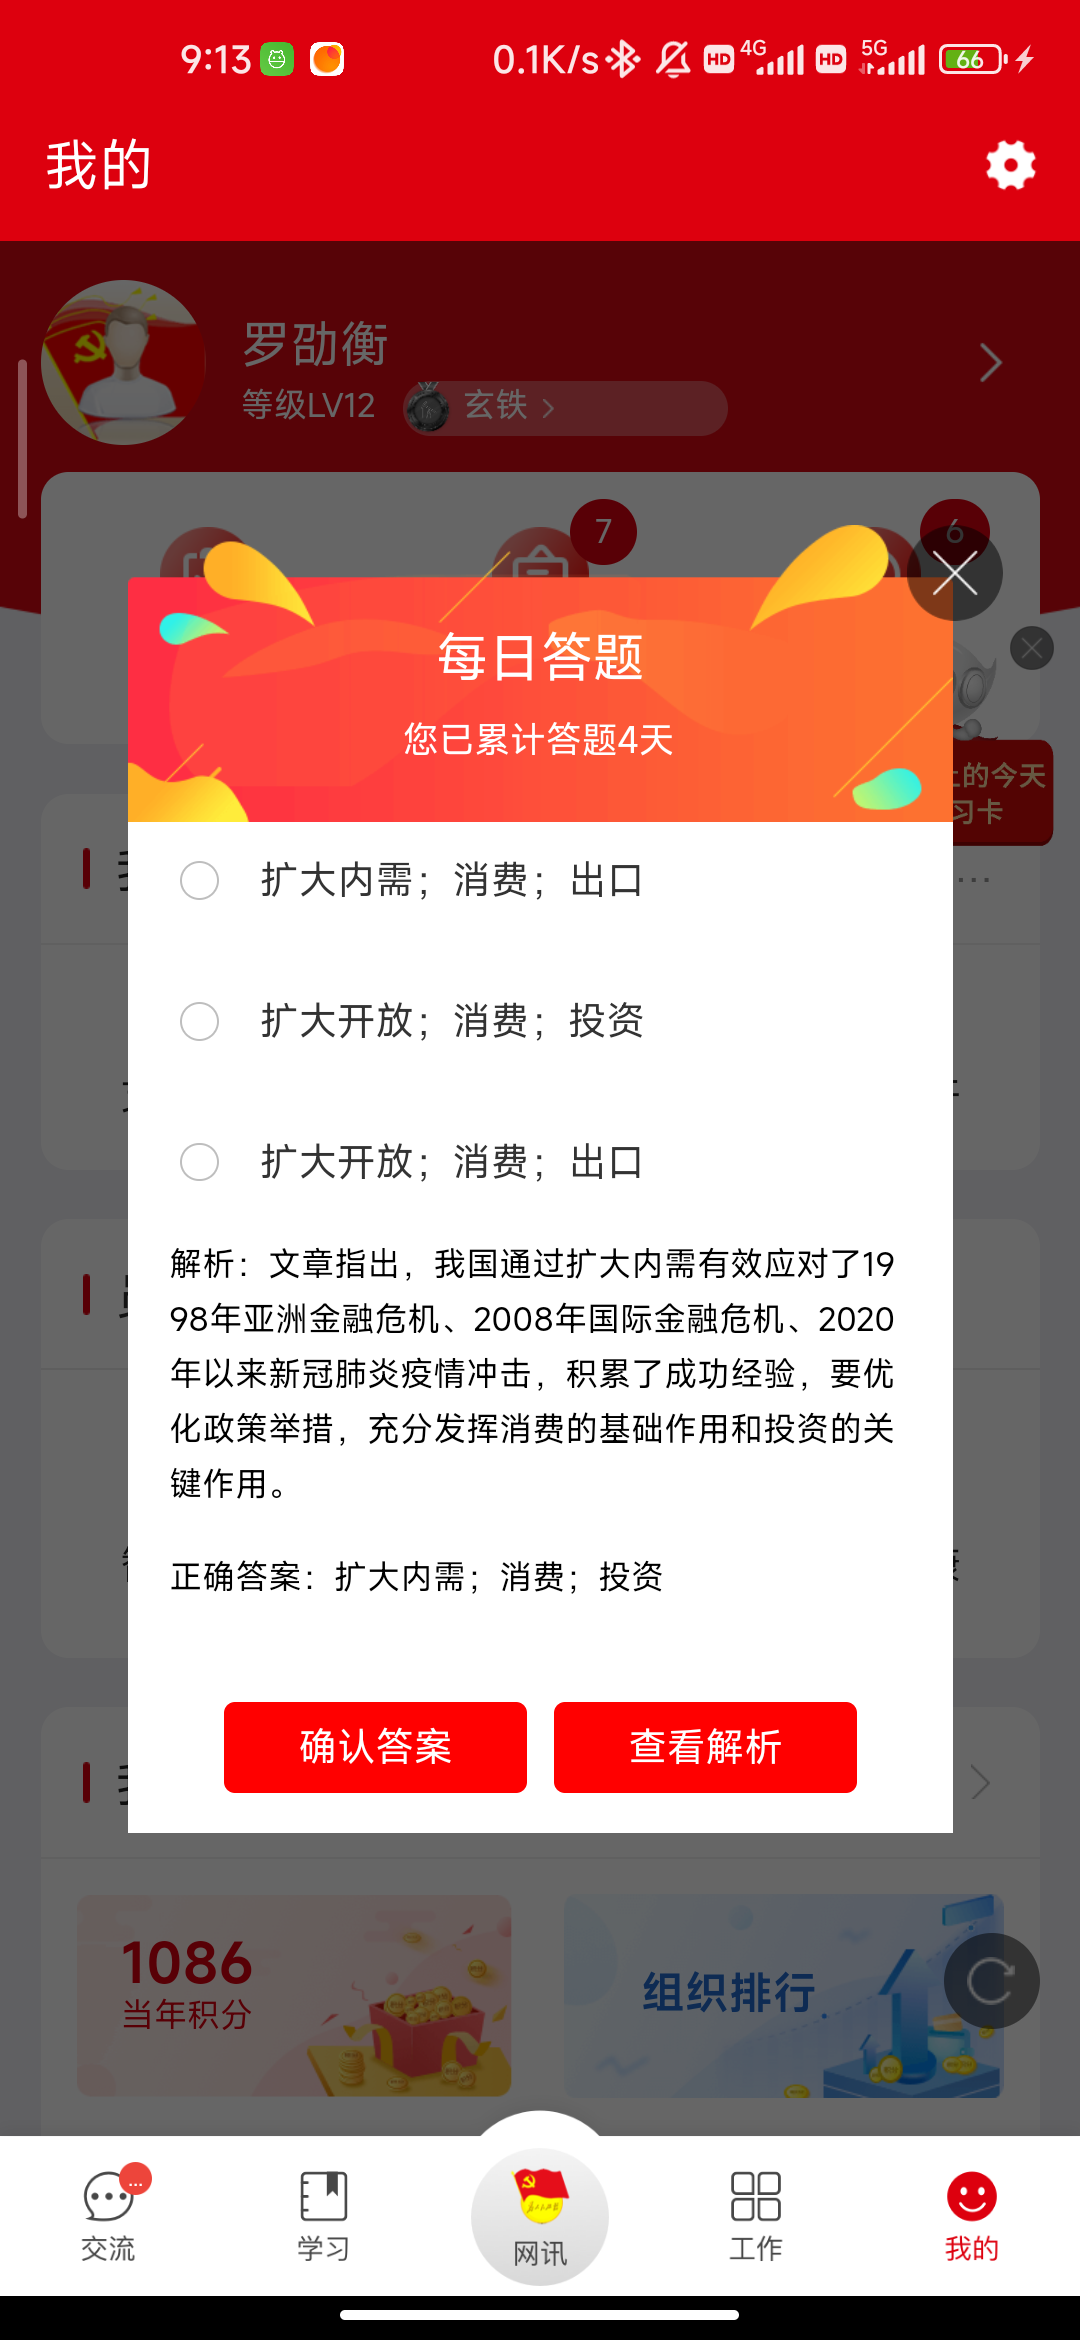 9:13
0.1K/s
HD
4G
HD
5G
66
我的
罗劭衡
等级LV12
玄铁
7
6
每日答题
您已累计答题4天
的今天
习卡
扩大内需；消费；出口
扩大开放；消费；投资
扩大开放；消费；出口
解析：文章指出，我国通过扩大内需有效应对了19
98年亚洲金融危机、2008年国际金融危机、2020
年以来新冠肺炎疫情冲击，积累了成功经验，要优
化政策举措，充分发挥消费的基础作用和投资的关
键作用。
正确答案：扩大内需；消费；投资
确认答案
查看解析
1086
当年积分
组织排行
交流
学习
网讯
工作
我的